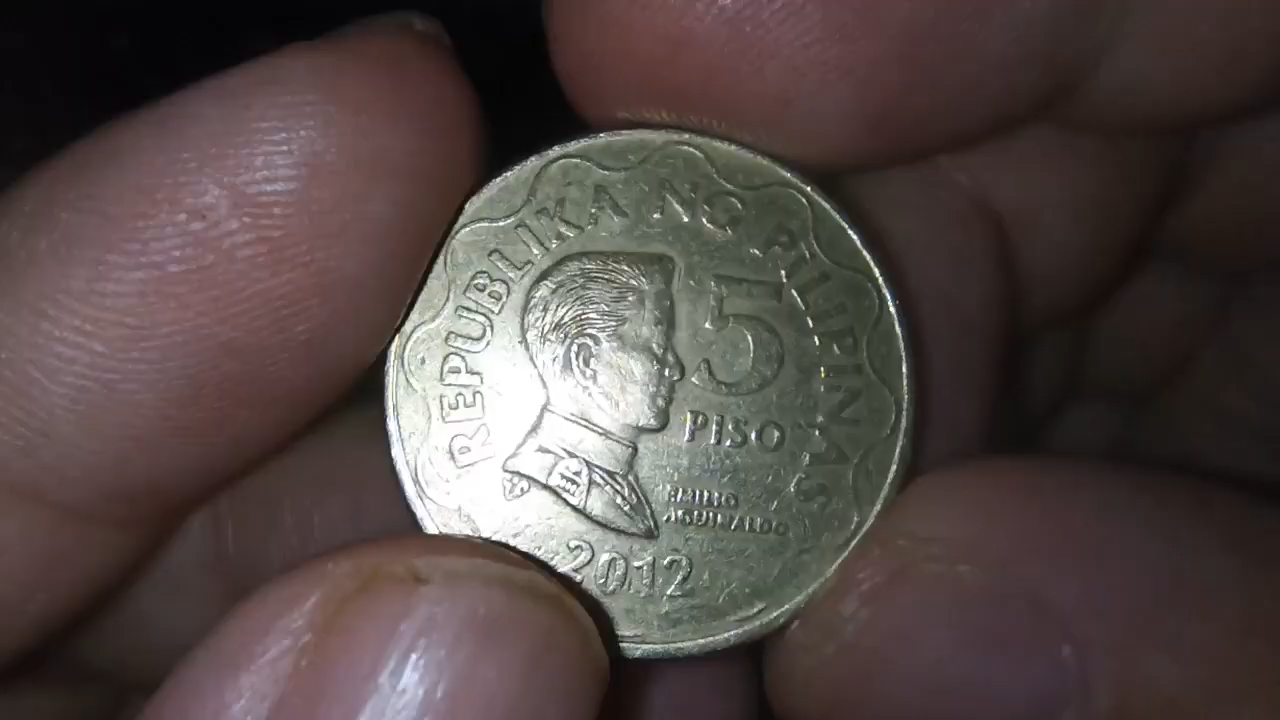 REPUBLIKA NG PILIPINAS
5
PISO
EMILIO
AGUINALDO
2012